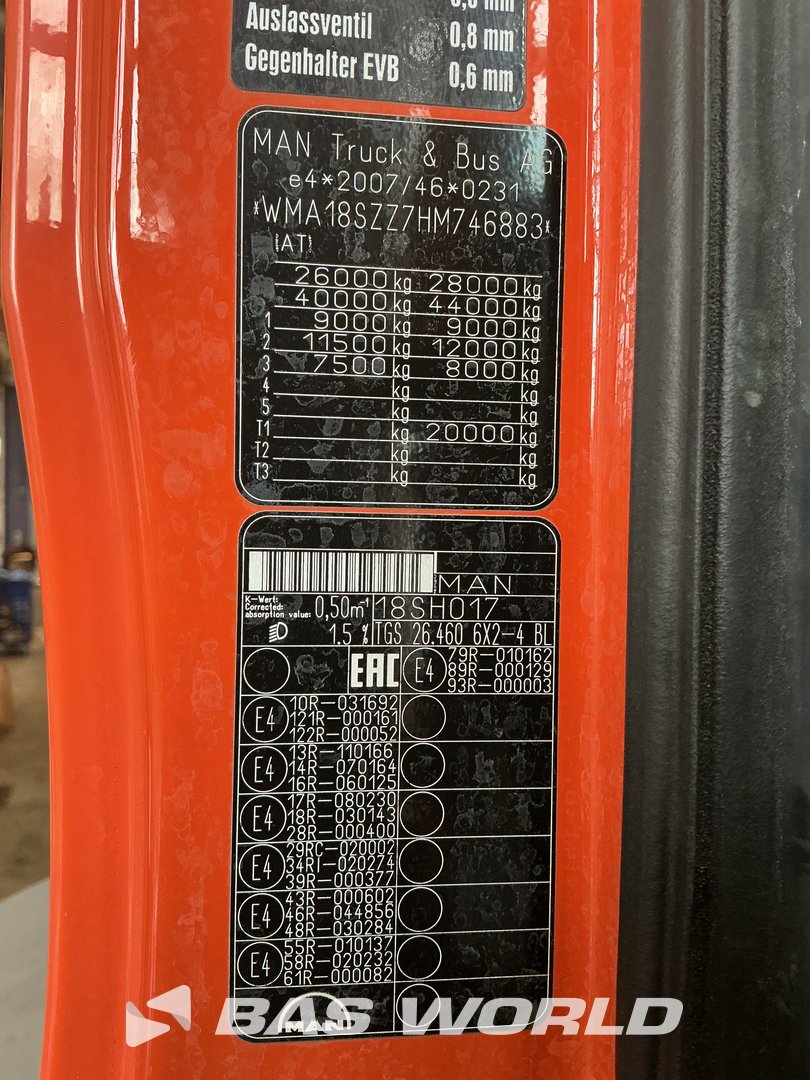 Auslassventil 0,8 mm
Gegenhalter EVB 0,6 mm
MAN Truck & Bus AG
e4*2007/46*0231
*WMA18SZZ7HM746883*
(AT)
26000 kg 28000 kg
40000 kg 44000 kg
1 9000 kg 9000 kg
2 11500 kg 12000 kg
3 7500 kg 8000 kg
4 kg kg
5 kg kg
T1 kg 20000 kg
T2 kg kg
T3 kg kg
MAN
K-Wert:
Corrected absorption value: 0,50m⁻¹ 18SH017
1.5 % TGS 26.460 6X2-4 BL
EAC E4 79R-010162
89R-000129
93R-000003
E4 10R-031692
121R-000161
122R-000052
E4 13R-110166
14R-070164
16R-060125
E4 17R-080230
18R-030143
28R-000400
E4 29RC-020002
34RI-020274
39R-000377
E4 43R-000602
46R-044856
48R-030284
E4 55R-010137
58R-020232
61R-000082
MAN
BAS WORLD